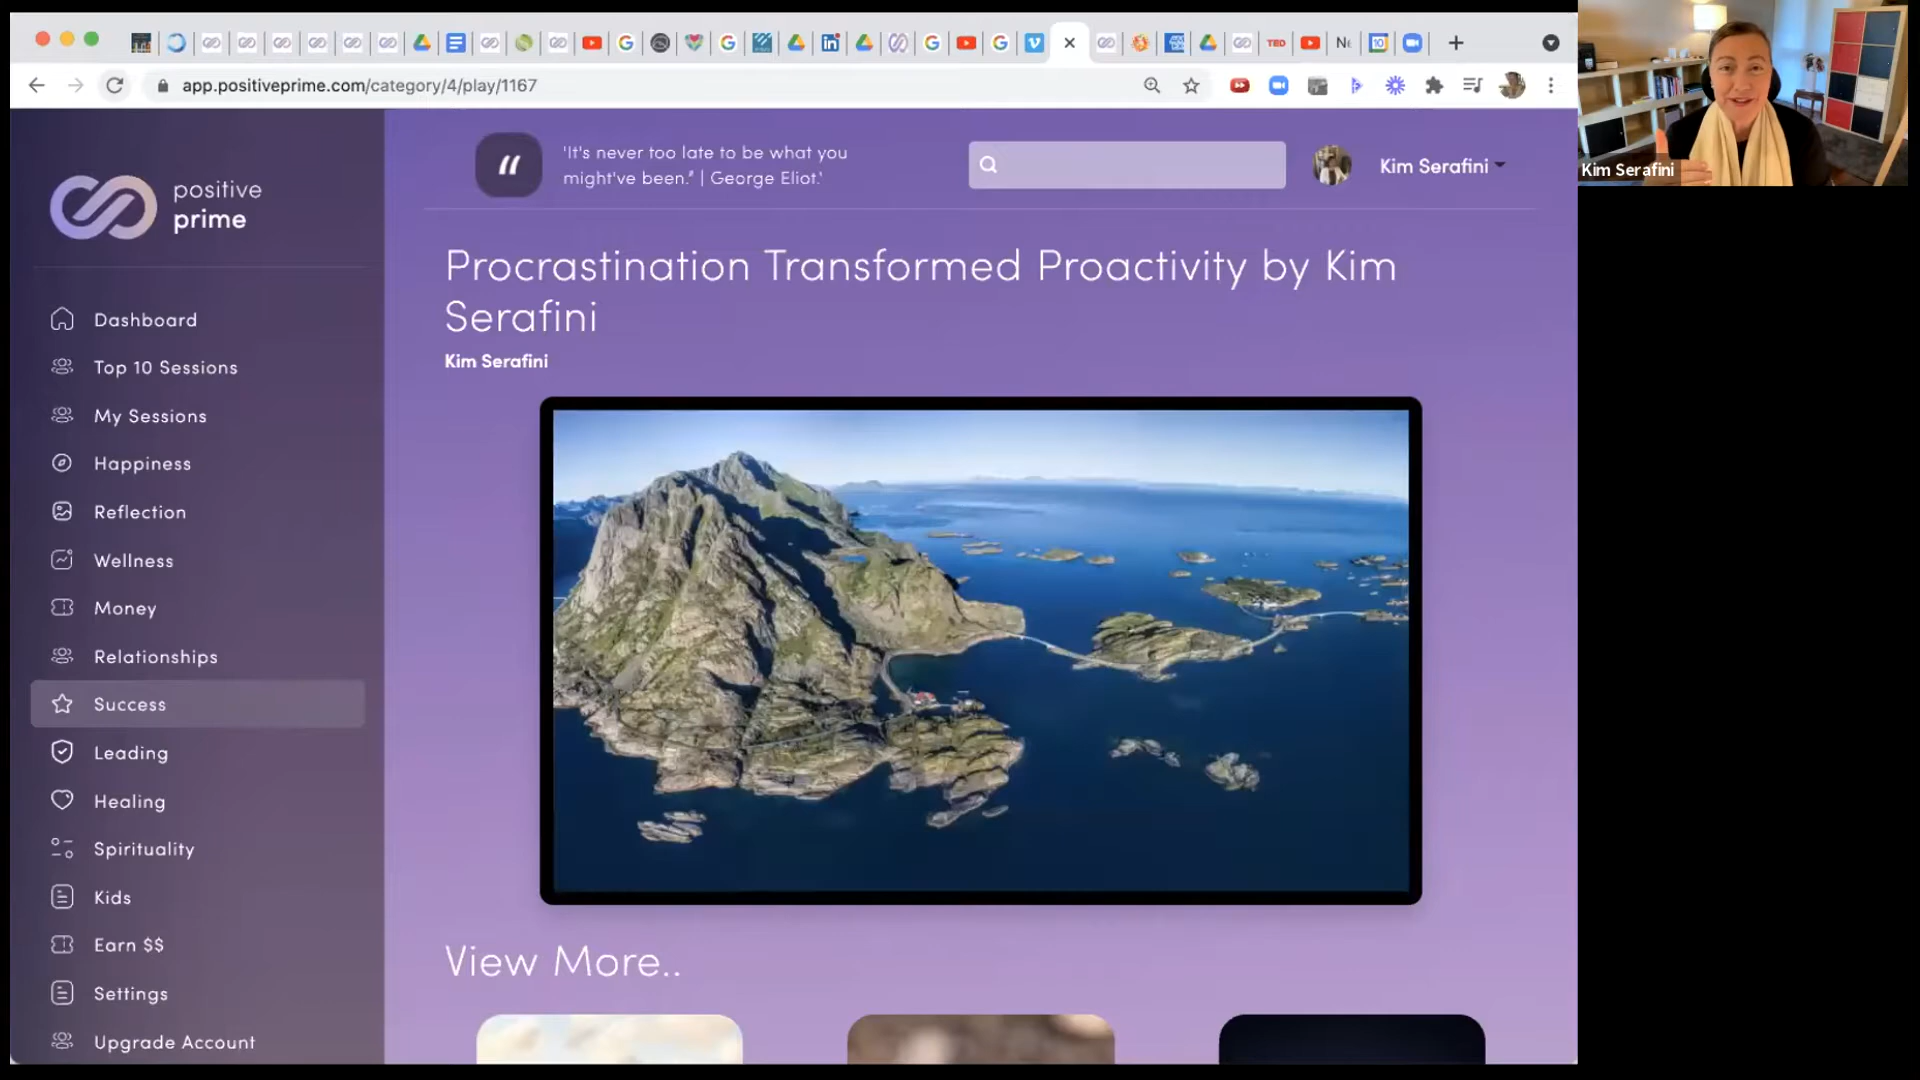 TED
10
app.positiveprime.com/category/4/play/1167
Kim Serafini
positive
prime
“
'It's never too late to be what you
might've been." | George Eliot.'
Kim Serafini
Procrastination Transformed Proactivity by Kim
Serafini
Kim Serafini
Dashboard
Top 10 Sessions
My Sessions
Happiness
Reflection
Wellness
Money
Relationships
Success
Leading
Healing
Spirituality
Kids
Earn $$
Settings
Upgrade Account
View More..